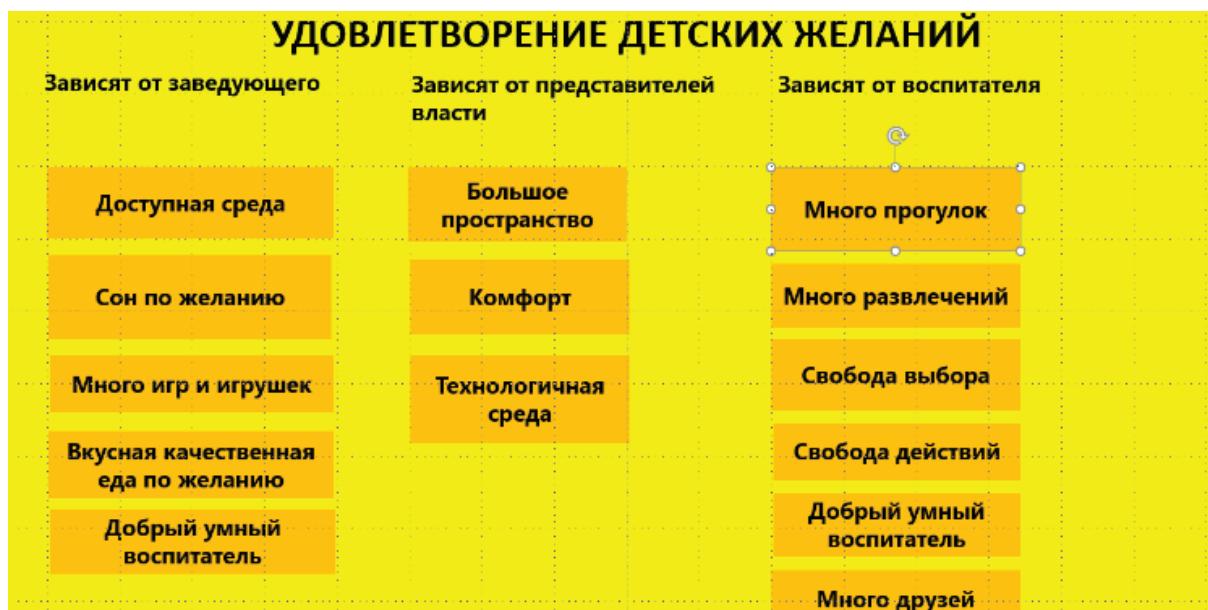 УДОВЛЕТВОРЕНИЕ ДЕТСКИХ ЖЕЛАНИЙ
Зависят от заведующего
Доступная среда
Сон по желанию
Много игр и игрушек
Вкусная качественная
еда по желанию
Добрый умный
воспитатель
Зависят от представителей
власти
Большое
пространство
Комфорт
Технологичная
среда
Зависят от воспитателя
Много прогулок
Много развлечений
Свобода выбора
Свобода действий
Добрый умный
воспитатель
Много друзей